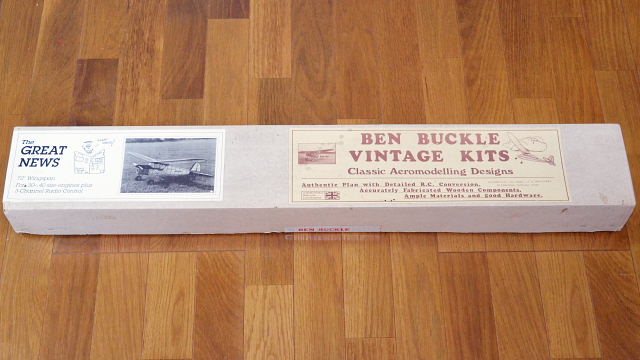 The
GREAT
NEWS
72" Wingspan
For .30-.40 size engines plus
3-Channel Radio Control
BEN BUCKLE
VINTAGE KITS
Classic Aeromodelling Designs
Authentic Plan with Detailed R.C. Conversion.
Accurately Fabricated Wooden Components.
Ample Materials and good Hardware.
BEN BUCKLE